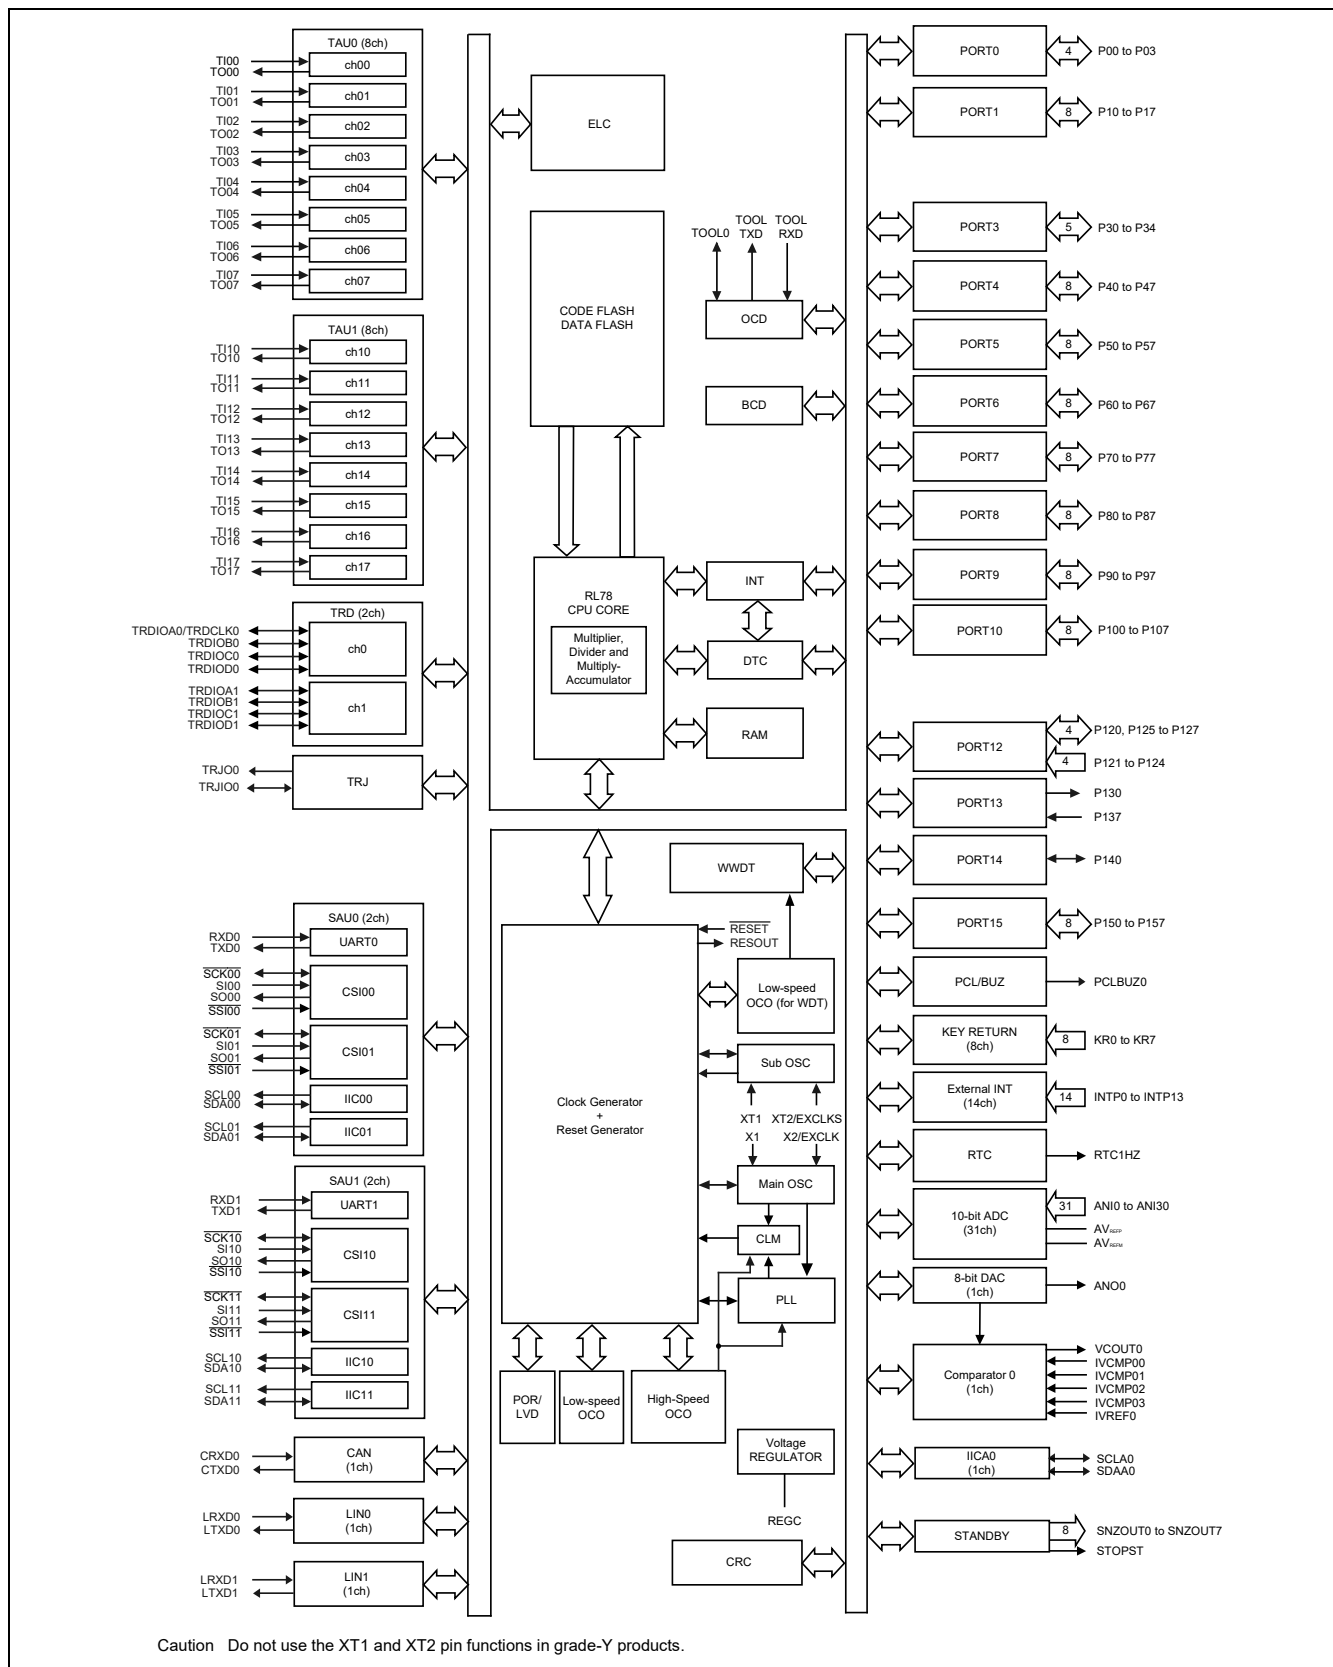 TAU0 (8ch)
TI00
TO00
ch00
TI01
TO01
ch01
TI02
TO02
ch02
TI03
TO03
ch03
TI04
TO04
ch04
TI05
TO05
ch05
TI06
TO06
ch06
TI07
TO07
ch07
TAU1 (8ch)
TI10
TO10
ch10
TI11
TO11
ch11
TI12
TO12
ch12
TI13
TO13
ch13
TI14
TO14
ch14
TI15
TO15
ch15
TI16
TO16
ch16
TI17
TO17
ch17
TRD (2ch)
TRDIOA0/TRDCLK0
TRDIOB0
TRDIOC0
TRDIOD0
ch0
TRDIOA1
TRDIOB1
TRDIOC1
TRDIOD1
ch1
TRJO0
TRJIO0
TRJ
SAU0 (2ch)
RXD0
TXD0
UART0
SCK00
SI00
SO00
SSI00
CSI00
SCK01
SI01
SO01
SSI01
CSI01
SCL00
SDA00
IIC00
SCL01
SDA01
IIC01
SAU1 (2ch)
RXD1
TXD1
UART1
SCK10
SI10
SO10
SSI10
CSI10
SCK11
SI11
SO11
SSI11
CSI11
SCL10
SDA10
IIC10
SCL11
SDA11
IIC11
CRXD0
CTXD0
CAN
(1ch)
LRXD0
LTXD0
LIN0
(1ch)
LRXD1
LTXD1
LIN1
(1ch)
ELC
CODE FLASH
DATA FLASH
TOOL0
TOOL
TXD
TOOL
RXD
OCD
BCD
RL78
CPU CORE
Multiplier,
Divider and
Multiply-
Accumulator
INT
DTC
RAM
WWDT
RESET
RESOUT
Low-speed
OCO (for WDT)
Sub OSC
Clock Generator
+
Reset Generator
XT1
XT2/EXCLKS
X1
X2/EXCLK
Main OSC
CLM
PLL
POR/
LVD
Low-speed
OCO
High-Speed
OCO
Voltage
REGULATOR
REGC
CRC
PORT0
4
P00 to P03
PORT1
8
P10 to P17
PORT3
5
P30 to P34
PORT4
8
P40 to P47
PORT5
8
P50 to P57
PORT6
8
P60 to P67
PORT7
8
P70 to P77
PORT8
8
P80 to P87
PORT9
8
P90 to P97
PORT10
8
P100 to P107
PORT12
4
P120, P125 to P127
4
P121 to P124
PORT13
P130
P137
PORT14
P140
PORT15
8
P150 to P157
PCL/BUZ
PCLBUZ0
KEY RETURN
(8ch)
8
KR0 to KR7
External INT
(14ch)
14
INTP0 to INTP13
RTC
RTC1HZ
10-bit ADC
(31ch)
31
ANI0 to ANI30
AVREFP
AVREFM
8-bit DAC
(1ch)
ANO0
Comparator 0
(1ch)
VCOUT0
IVCMP00
IVCMP01
IVCMP02
IVCMP03
IVREF0
IICA0
(1ch)
SCLA0
SDAA0
STANDBY
8
SNZOUT0 to SNZOUT7
STOPST
Caution Do not use the XT1 and XT2 pin functions in grade-Y products.